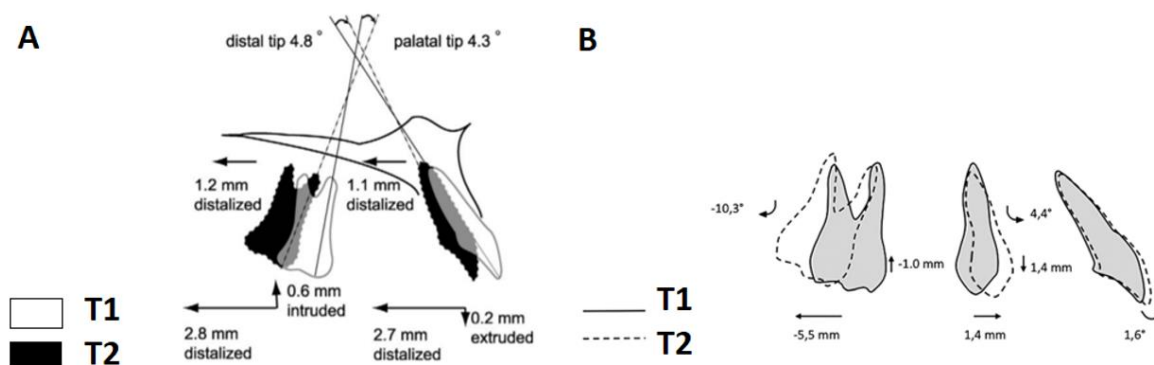 A
distal tip 4.8 °
palatal tip 4.3 °
1.2 mm
distalized
1.1 mm
distalized
0.6 mm
intruded
0.2 mm
extruded
2.8 mm
distalized
2.7 mm
distalized
T1
T2
B
-10,3°
4,4°
-1.0 mm
1,4 mm
-5,5 mm
1,4 mm
1,6°
T1
T2